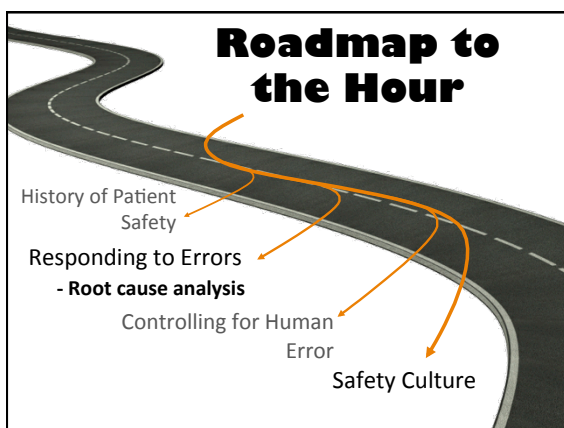 Roadmap to
the Hour
History of Patient
Safety
Responding to Errors
- Root cause analysis
Controlling for Human
Error
Safety Culture